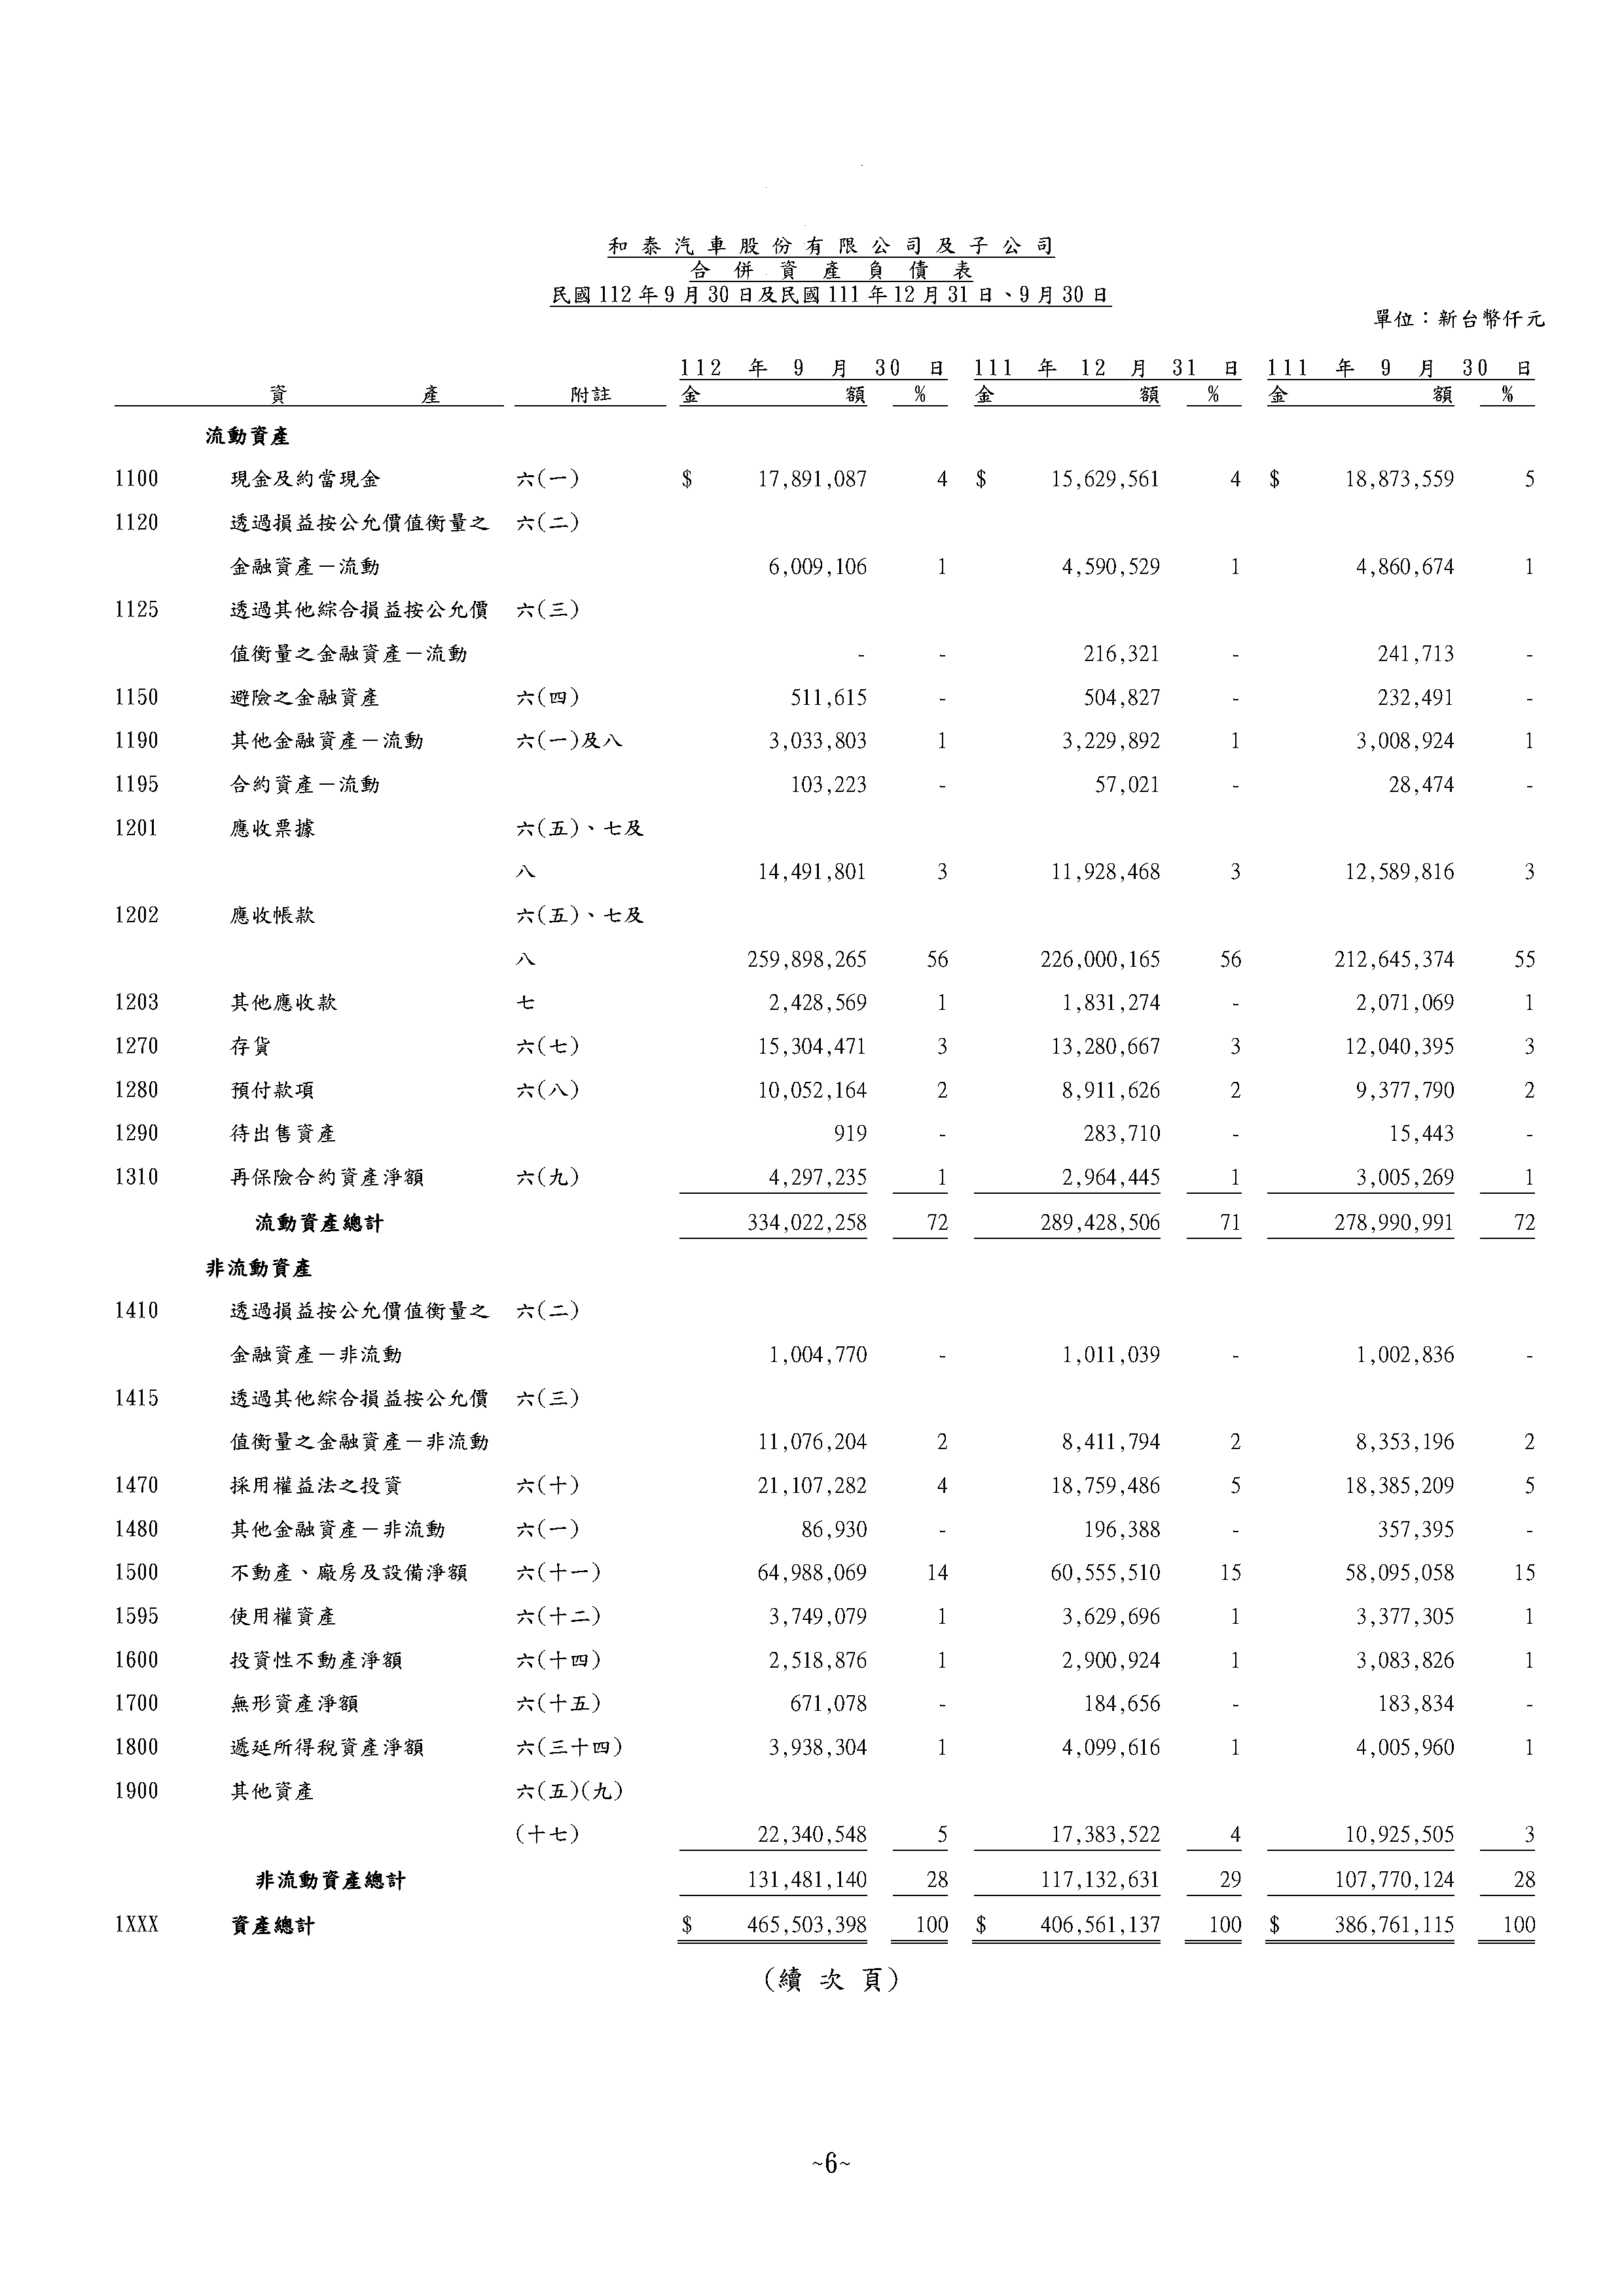 和泰汽車股份有限公司及子公司
合併資產負債表
民國112年9月30日及民國111年12月31日、9月30日
單位：新台幣仟元
112年9月30日 111年12月31日 111年9月30日
資產 附註 金額 % 金額 % 金額 %
流動資產
1100 現金及約當現金 六(一) $ 17,891,087 4 $ 15,629,561 4 $ 18,873,559 5
1120 透過損益按公允價值衡量之 六(二)
金融資產－流動 6,009,106 1 4,590,529 1 4,860,674 1
1125 透過其他綜合損益按公允價 六(三)
值衡量之金融資產－流動 - - 216,321 - 241,713 -
1150 避險之金融資產 六(四) 511,615 - 504,827 - 232,491 -
1190 其他金融資產－流動 六(一)及八 3,033,803 1 3,229,892 1 3,008,924 1
1195 合約資產－流動 103,223 - 57,021 - 28,474 -
1201 應收票據 六(五)、七及
八 14,491,801 3 11,928,468 3 12,589,816 3
1202 應收帳款 六(五)、七及
八 259,898,265 56 226,000,165 56 212,645,374 55
1203 其他應收款 七 2,428,569 1 1,831,274 - 2,071,069 1
1270 存貨 六(七) 15,304,471 3 13,280,667 3 12,040,395 3
1280 預付款項 六(八) 10,052,164 2 8,911,626 2 9,377,790 2
1290 待出售資產 919 - 283,710 - 15,443 -
1310 再保險合約資產淨額 六(九) 4,297,235 1 2,964,445 1 3,005,269 1
流動資產總計 334,022,258 72 289,428,506 71 278,990,991 72
非流動資產
1410 透過損益按公允價值衡量之 六(二)
金融資產－非流動 1,004,770 - 1,011,039 - 1,002,836 -
1415 透過其他綜合損益按公允價 六(三)
值衡量之金融資產－非流動 11,076,204 2 8,411,794 2 8,353,196 2
1470 採用權益法之投資 六(十) 21,107,282 4 18,759,486 5 18,385,209 5
1480 其他金融資產－非流動 六(一) 86,930 - 196,388 - 357,395 -
1500 不動產、廠房及設備淨額 六(十一) 64,988,069 14 60,555,510 15 58,095,058 15
1595 使用權資產 六(十二) 3,749,079 1 3,629,696 1 3,377,305 1
1600 投資性不動產淨額 六(十四) 2,518,876 1 2,900,924 1 3,083,826 1
1700 無形資產淨額 六(十五) 671,078 - 184,656 - 183,834 -
1800 遞延所得稅資產淨額 六(三十四) 3,938,304 1 4,099,616 1 4,005,960 1
1900 其他資產 六(五)(九)
(十七) 22,340,548 5 17,383,522 4 10,925,505 3
非流動資產總計 131,481,140 28 117,132,631 29 107,770,124 28
1XXX 資產總計 $ 465,503,398 100 $ 406,561,137 100 $ 386,761,115 100
(續次頁)
~6~